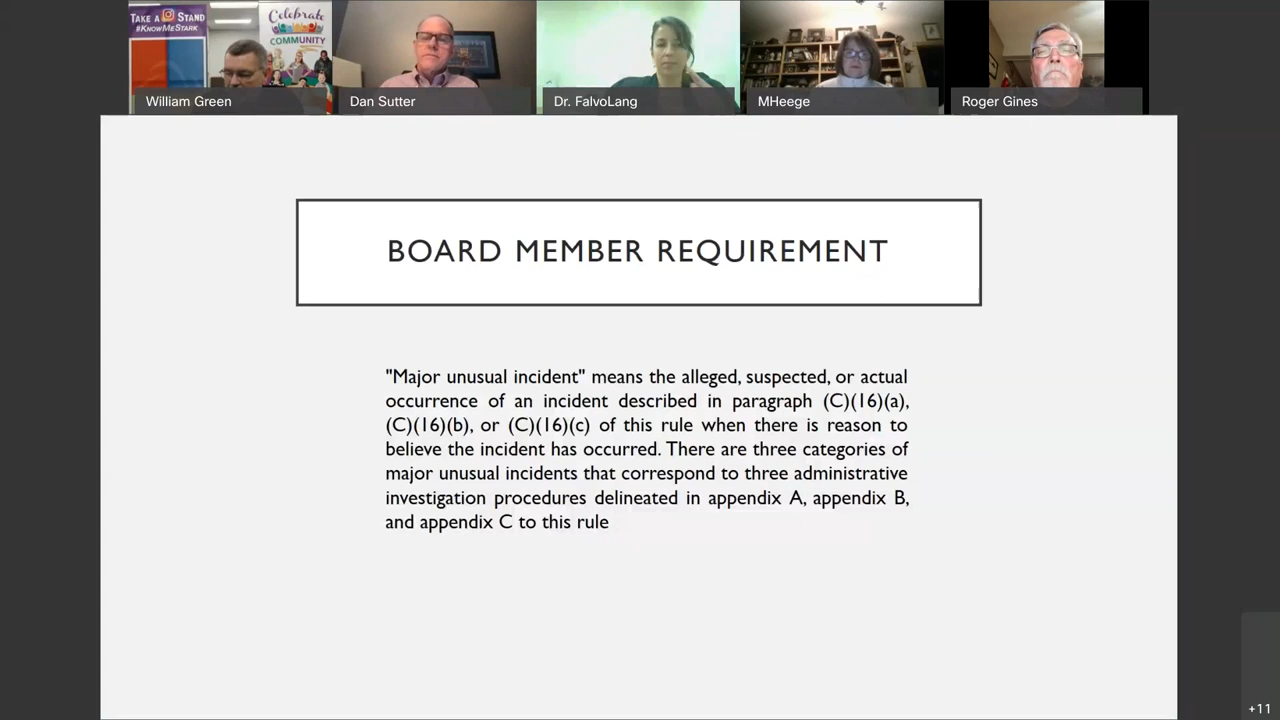 TAKE A STAND
#KnowMeStark
Celebrate
COMMUNITY
William Green
Dan Sutter
Dr. FalvoLang
MHeege
Roger Gines
BOARD MEMBER REQUIREMENT
"Major unusual incident" means the alleged, suspected, or actual
occurrence of an incident described in paragraph (C)(16)(a),
(C)(16)(b), or (C)(16)(c) of this rule when there is reason to
believe the incident has occurred. There are three categories of
major unusual incidents that correspond to three administrative
investigation procedures delineated in appendix A, appendix B,
and appendix C to this rule
+11